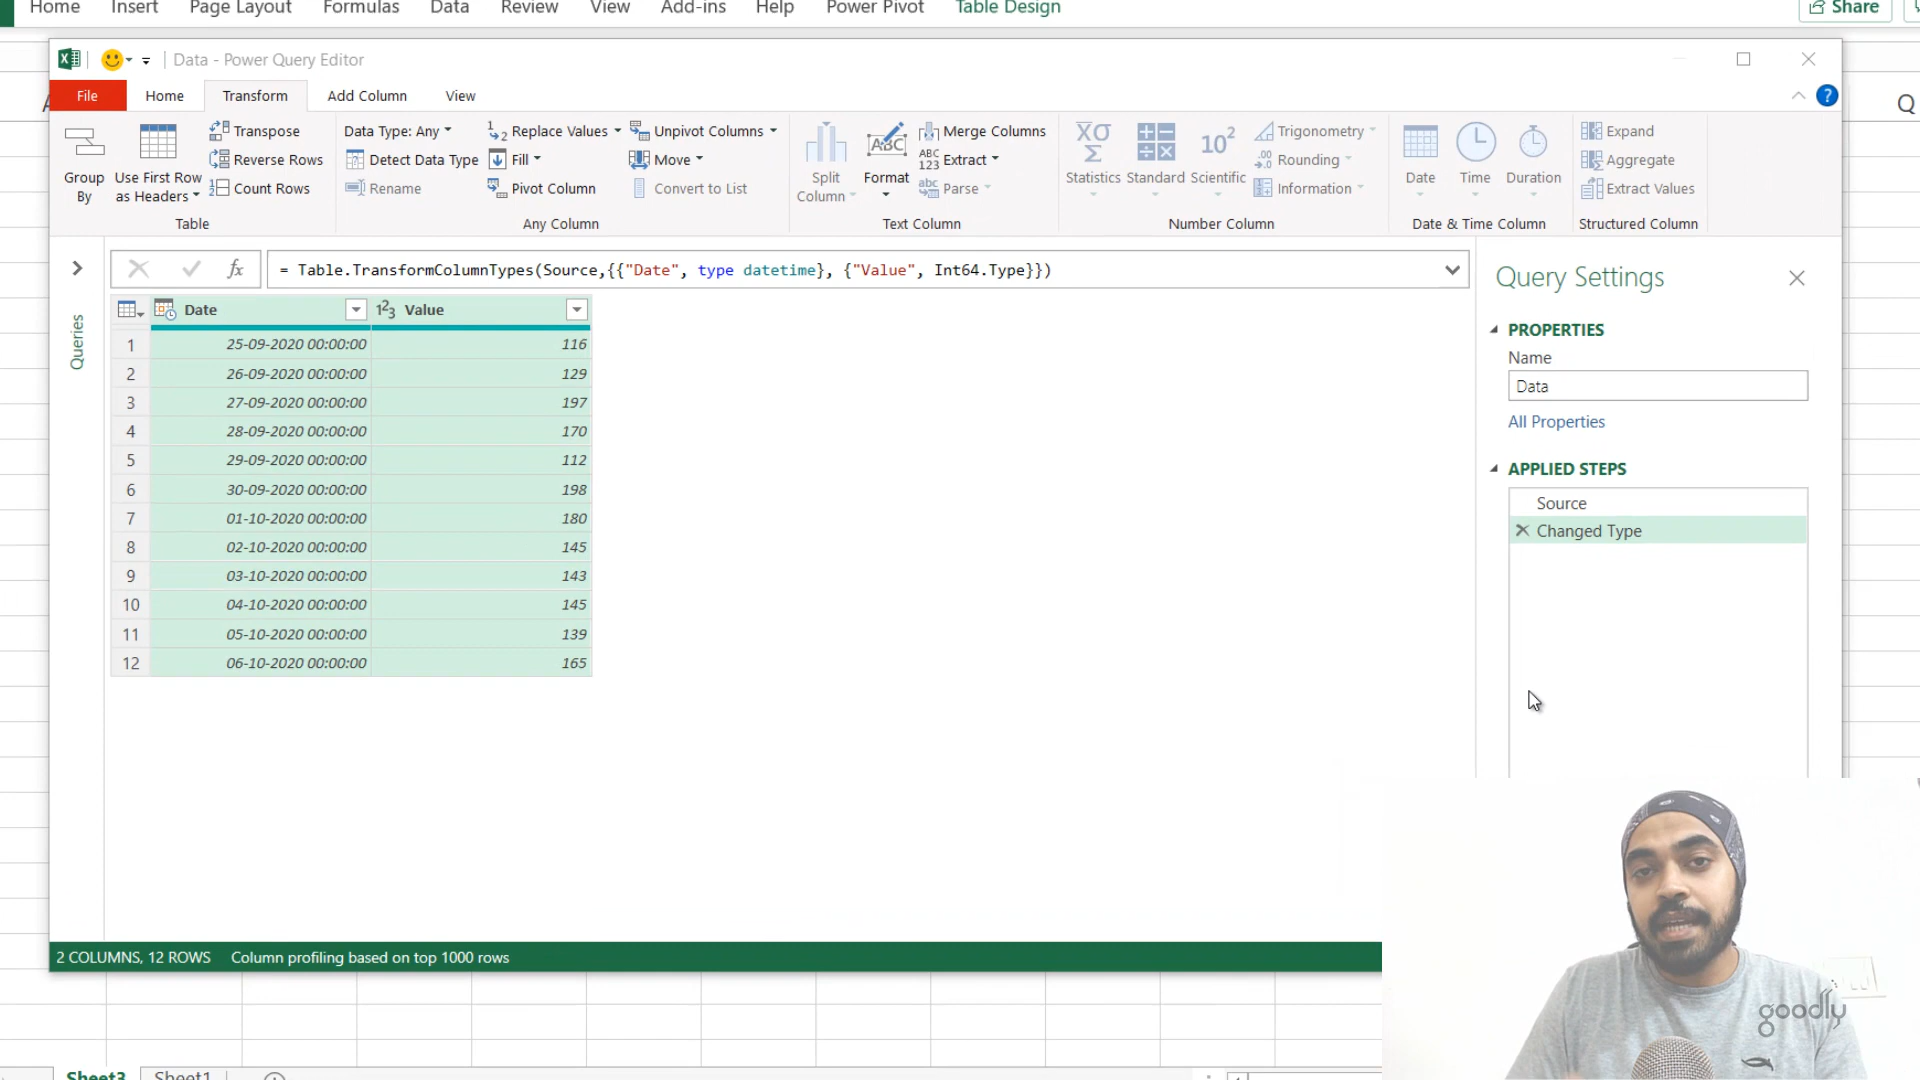 Home Insert Page Layout Formulas Data Review View Add-ins Help Power Pivot Table Design Share
Data - Power Query Editor
File Home Transform Add Column View
Q
Group By
Use First Row as Headers
Transpose
Reverse Rows
Count Rows
Table
Data Type: Any
Detect Data Type
Rename
Replace Values
Fill
Pivot Column
Unpivot Columns
Move
Convert to List
Any Column
Split Column
Format
Merge Columns
Extract
Parse
Text Column
Statistics
Standard
Scientific
Trigonometry
Rounding
Information
Number Column
Date
Time
Duration
Date & Time Column
Expand
Aggregate
Extract Values
Structured Column
fx = Table.TransformColumnTypes(Source,{{"Date", type datetime}, {"Value", Int64.Type}})
Queries
Date Value
1 25-09-2020 00:00:00 116
2 26-09-2020 00:00:00 129
3 27-09-2020 00:00:00 197
4 28-09-2020 00:00:00 170
5 29-09-2020 00:00:00 112
6 30-09-2020 00:00:00 198
7 01-10-2020 00:00:00 180
8 02-10-2020 00:00:00 145
9 03-10-2020 00:00:00 143
10 04-10-2020 00:00:00 145
11 05-10-2020 00:00:00 139
12 06-10-2020 00:00:00 165
Query Settings
PROPERTIES
Name
Data
All Properties
APPLIED STEPS
Source
Changed Type
2 COLUMNS, 12 ROWS Column profiling based on top 1000 rows
goodly
Sheet3 Sheet1